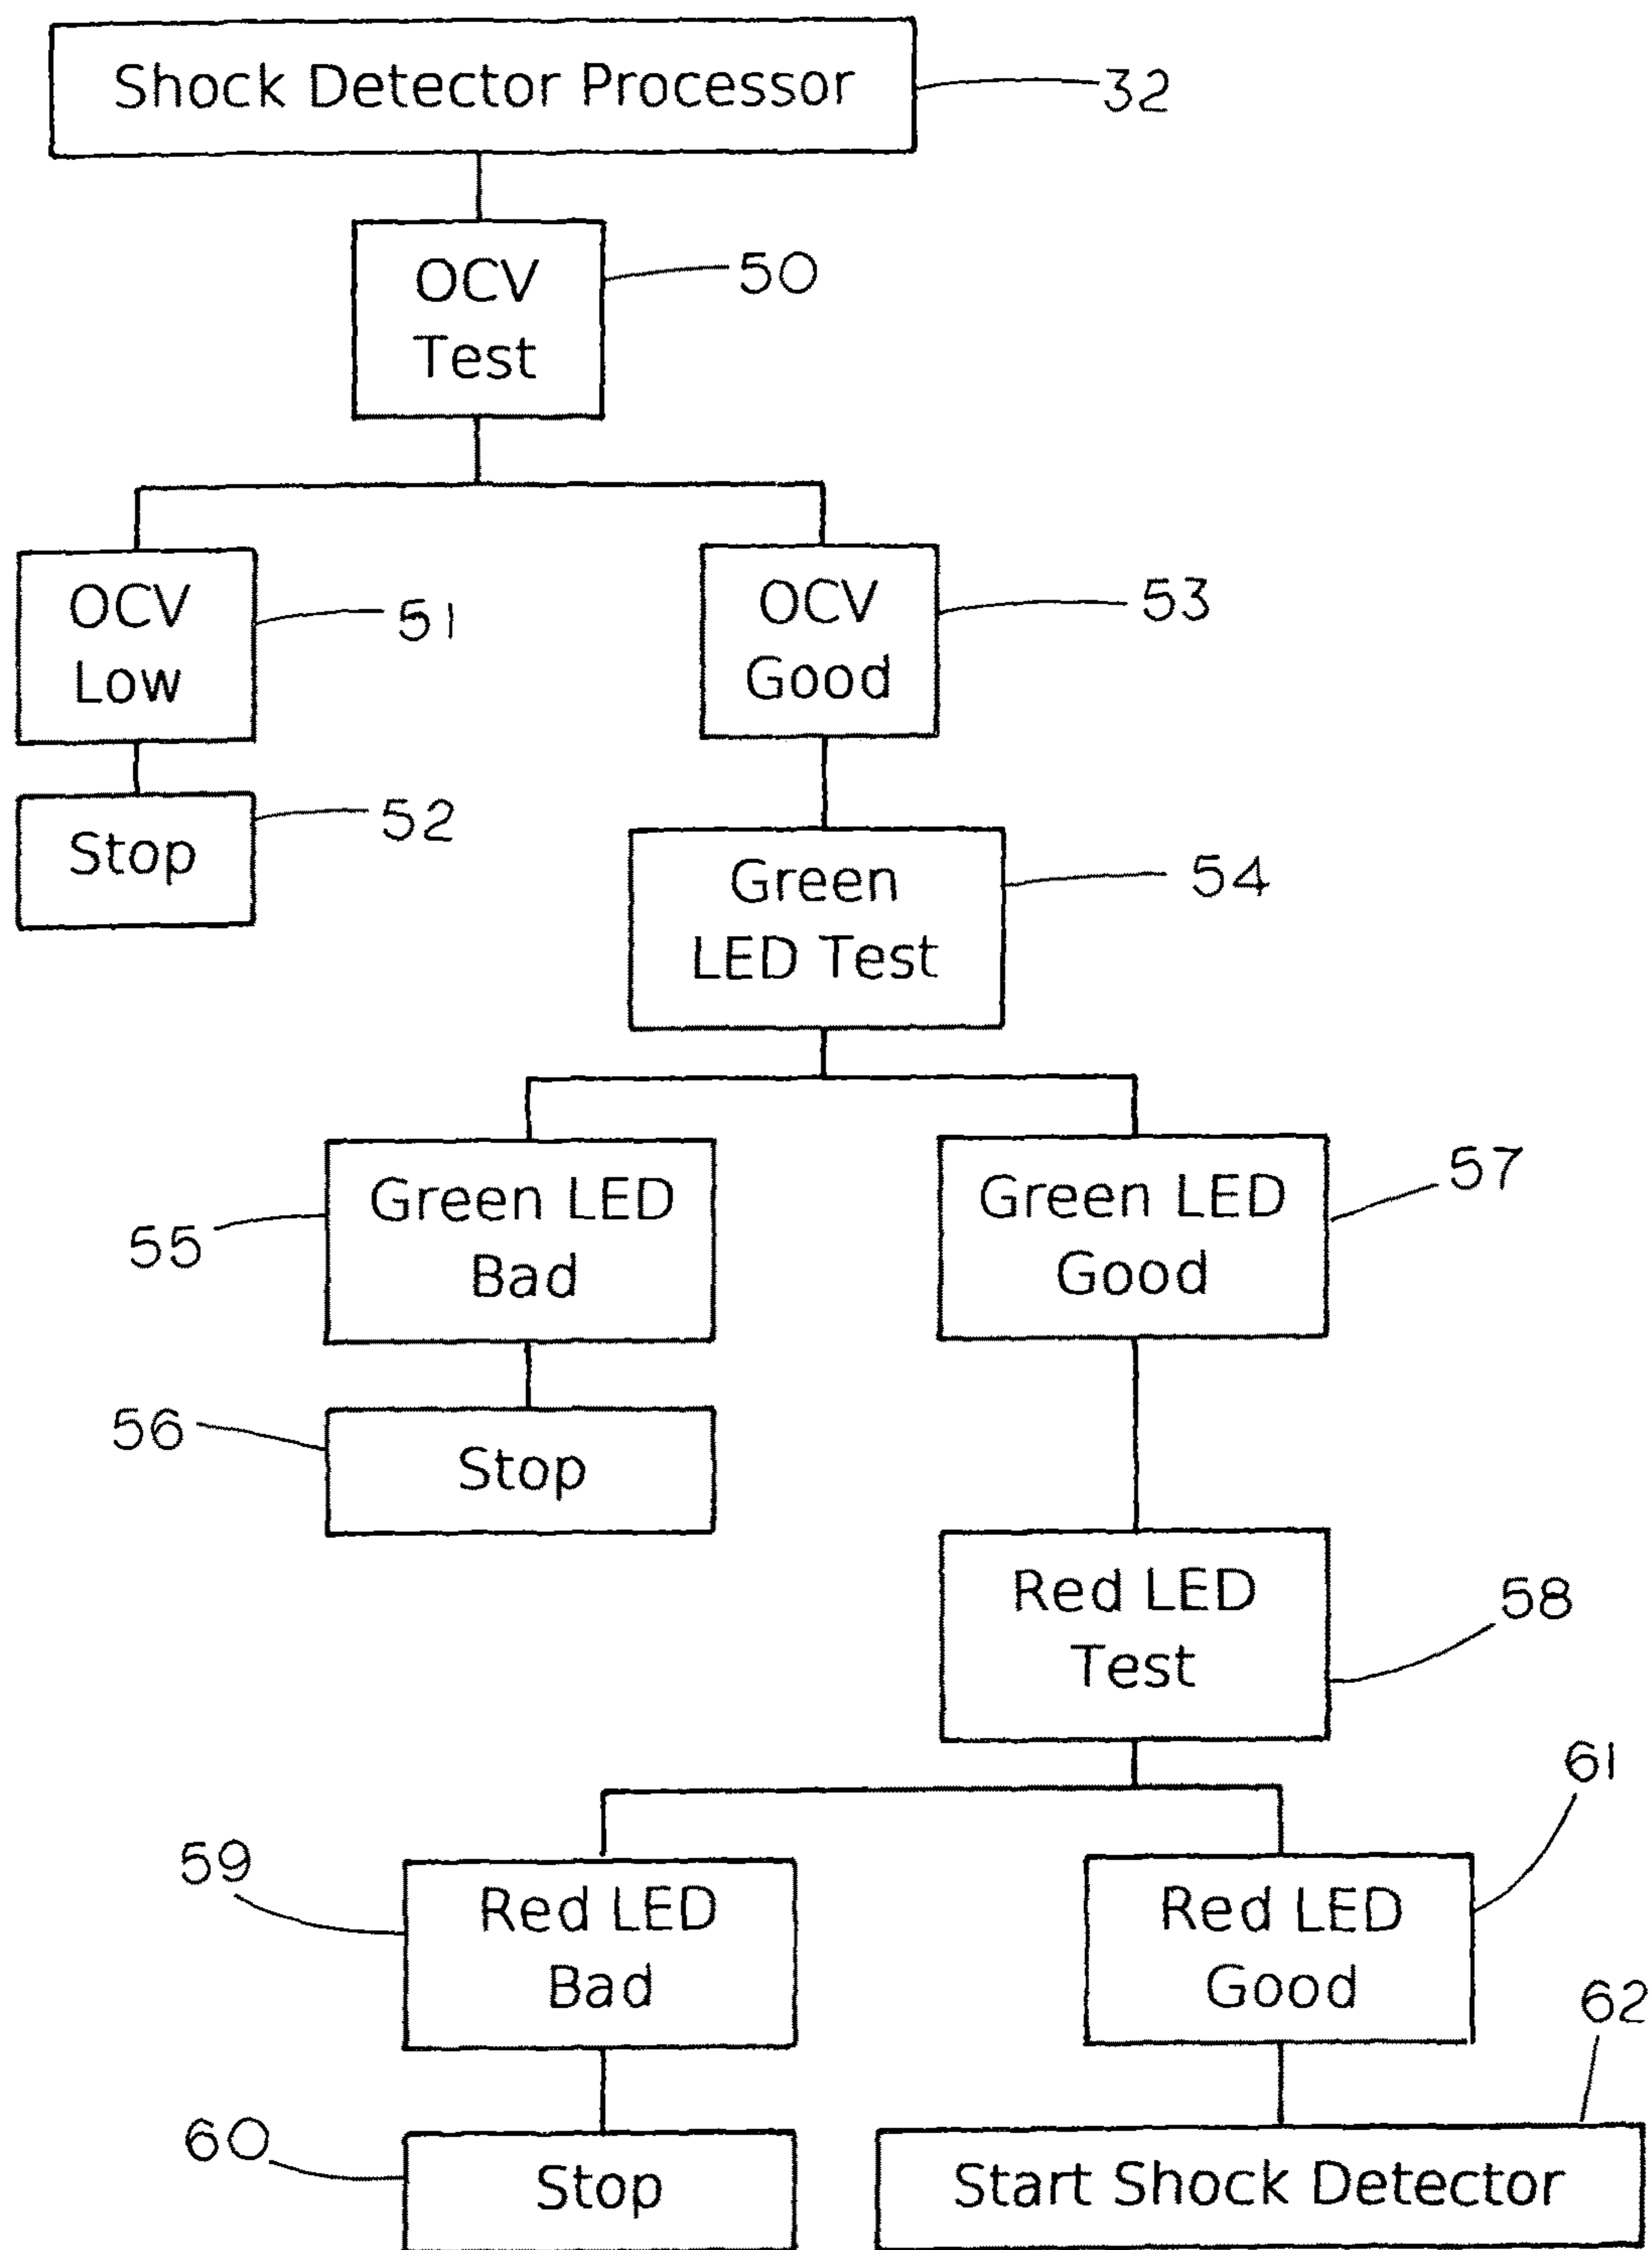 Shock Detector Processor
32
OCV
Test
50
OCV
Low
51
OCV
Good
53
Stop
52
Green
LED Test
54
Green LED
Bad
55
Green LED
Good
57
Stop
56
Red LED
Test
58
Red LED
Bad
59
Red LED
Good
61
Stop
60
Start Shock Detector
62